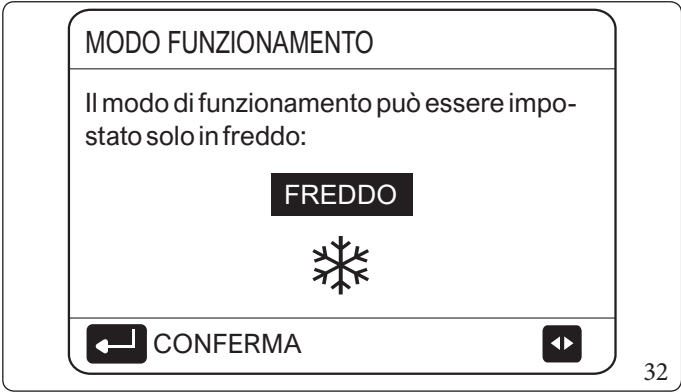 MODO FUNZIONAMENTO
Il modo di funzionamento può essere impo-
stato solo in freddo:
FREDDO
CONFERMA
32